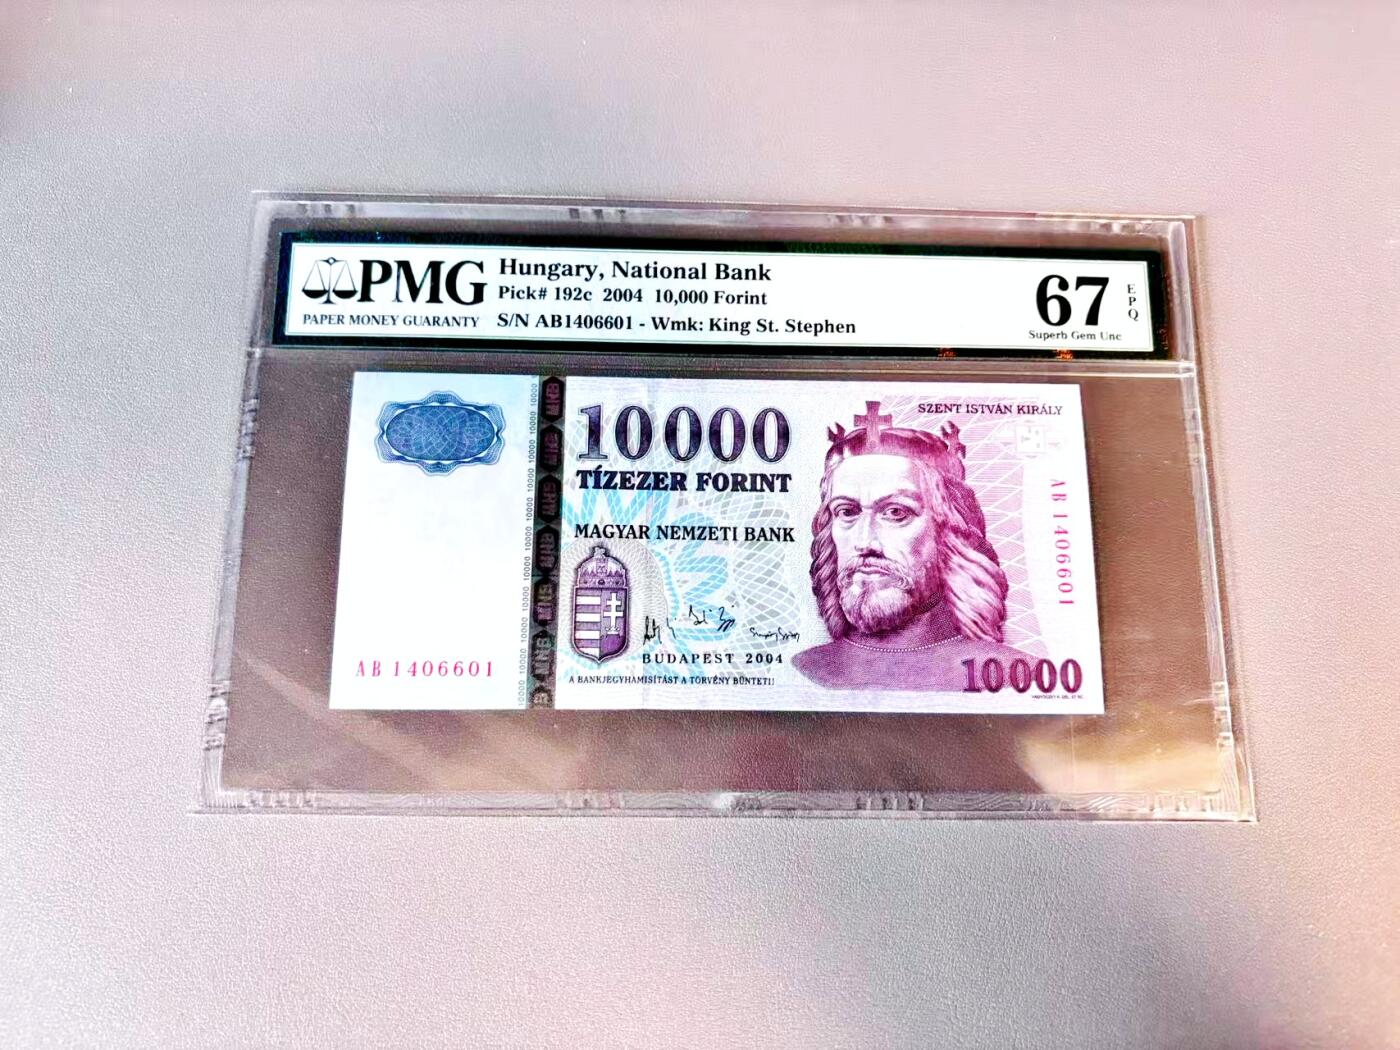 PMG
PAPER MONEY GUARANTY
Hungary, National Bank
Pick# 192c 2004 10,000 Forint
S/N AB1406601 - Wmk: King St. Stephen
67
EPQ
Superb Gem Unc
10000
TÍZEZER FORINT
MAGYAR NEMZETI BANK
SZENT ISTVÁN KIRÁLY
AB 1406601
AB 1406601
BUDAPEST 2004
A BANKJEGYHAMISÍTÁST A TÖRVÉNY BÜNTETI!
10000